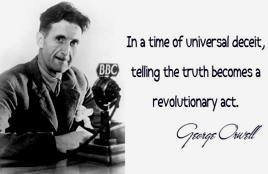 BBC
In a time of universal deceit,
telling the truth becomes a
revolutionary act.
George Orwell